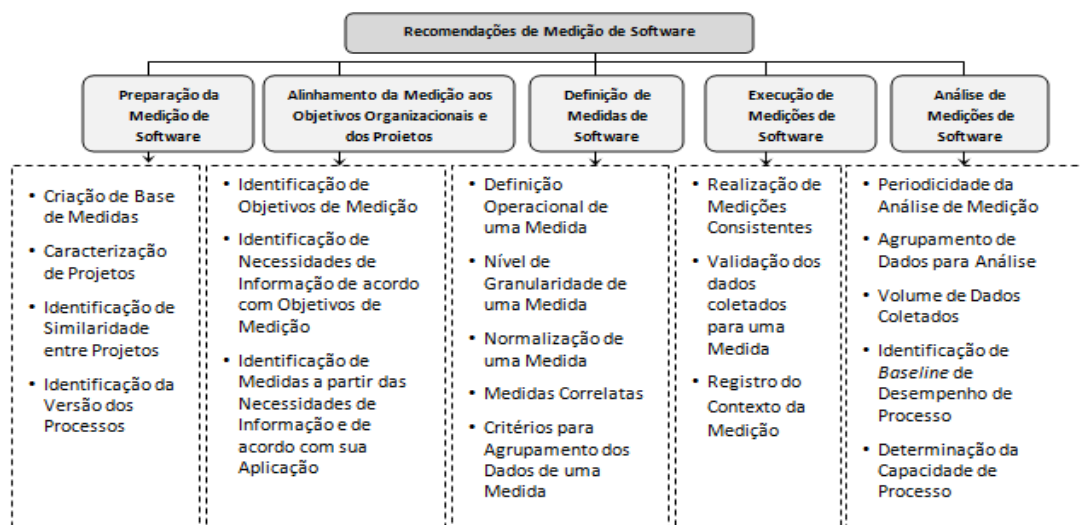 Recomendações de Medição de Software
Preparação da
Medição de
Software
Alinhamento da Medição aos
Objetivos Organizacionais e
dos Projetos
Definição de
Medidas de
Software
Execução de
Medições de
Software
Análise de
Medições de
Software
• Criação de Base
de Medidas
• Caracterização
de Projetos
• Identificação de
Similaridade
entre Projetos
• Identificação da
Versão dos
Processos
• Identificação de
Objetivos de Medição
• Identificação de
Necessidades de
Informação de acordo
com Objetivos de
Medição
• Identificação de
Medidas a partir das
Necessidades de
Informação e de
acordo com sua
Aplicação
• Definição
Operacional de
uma Medida
• Nível de
Granularidade de
uma Medida
• Normalização de
uma Medida
• Medidas Correlatas
• Critérios para
Agrupamento dos
Dados de uma
Medida
• Realização de
Medições
Consistentes
• Validação dos
dados
coletados
para uma
Medida
• Registro do
Contexto da
Medição
• Periodicidade da
Análise de Medição
• Agrupamento de
Dados para Análise
• Volume de Dados
Coletados
• Identificação de
Baseline de
Desempenho de
Processo
• Determinação da
Capacidade de
Processo